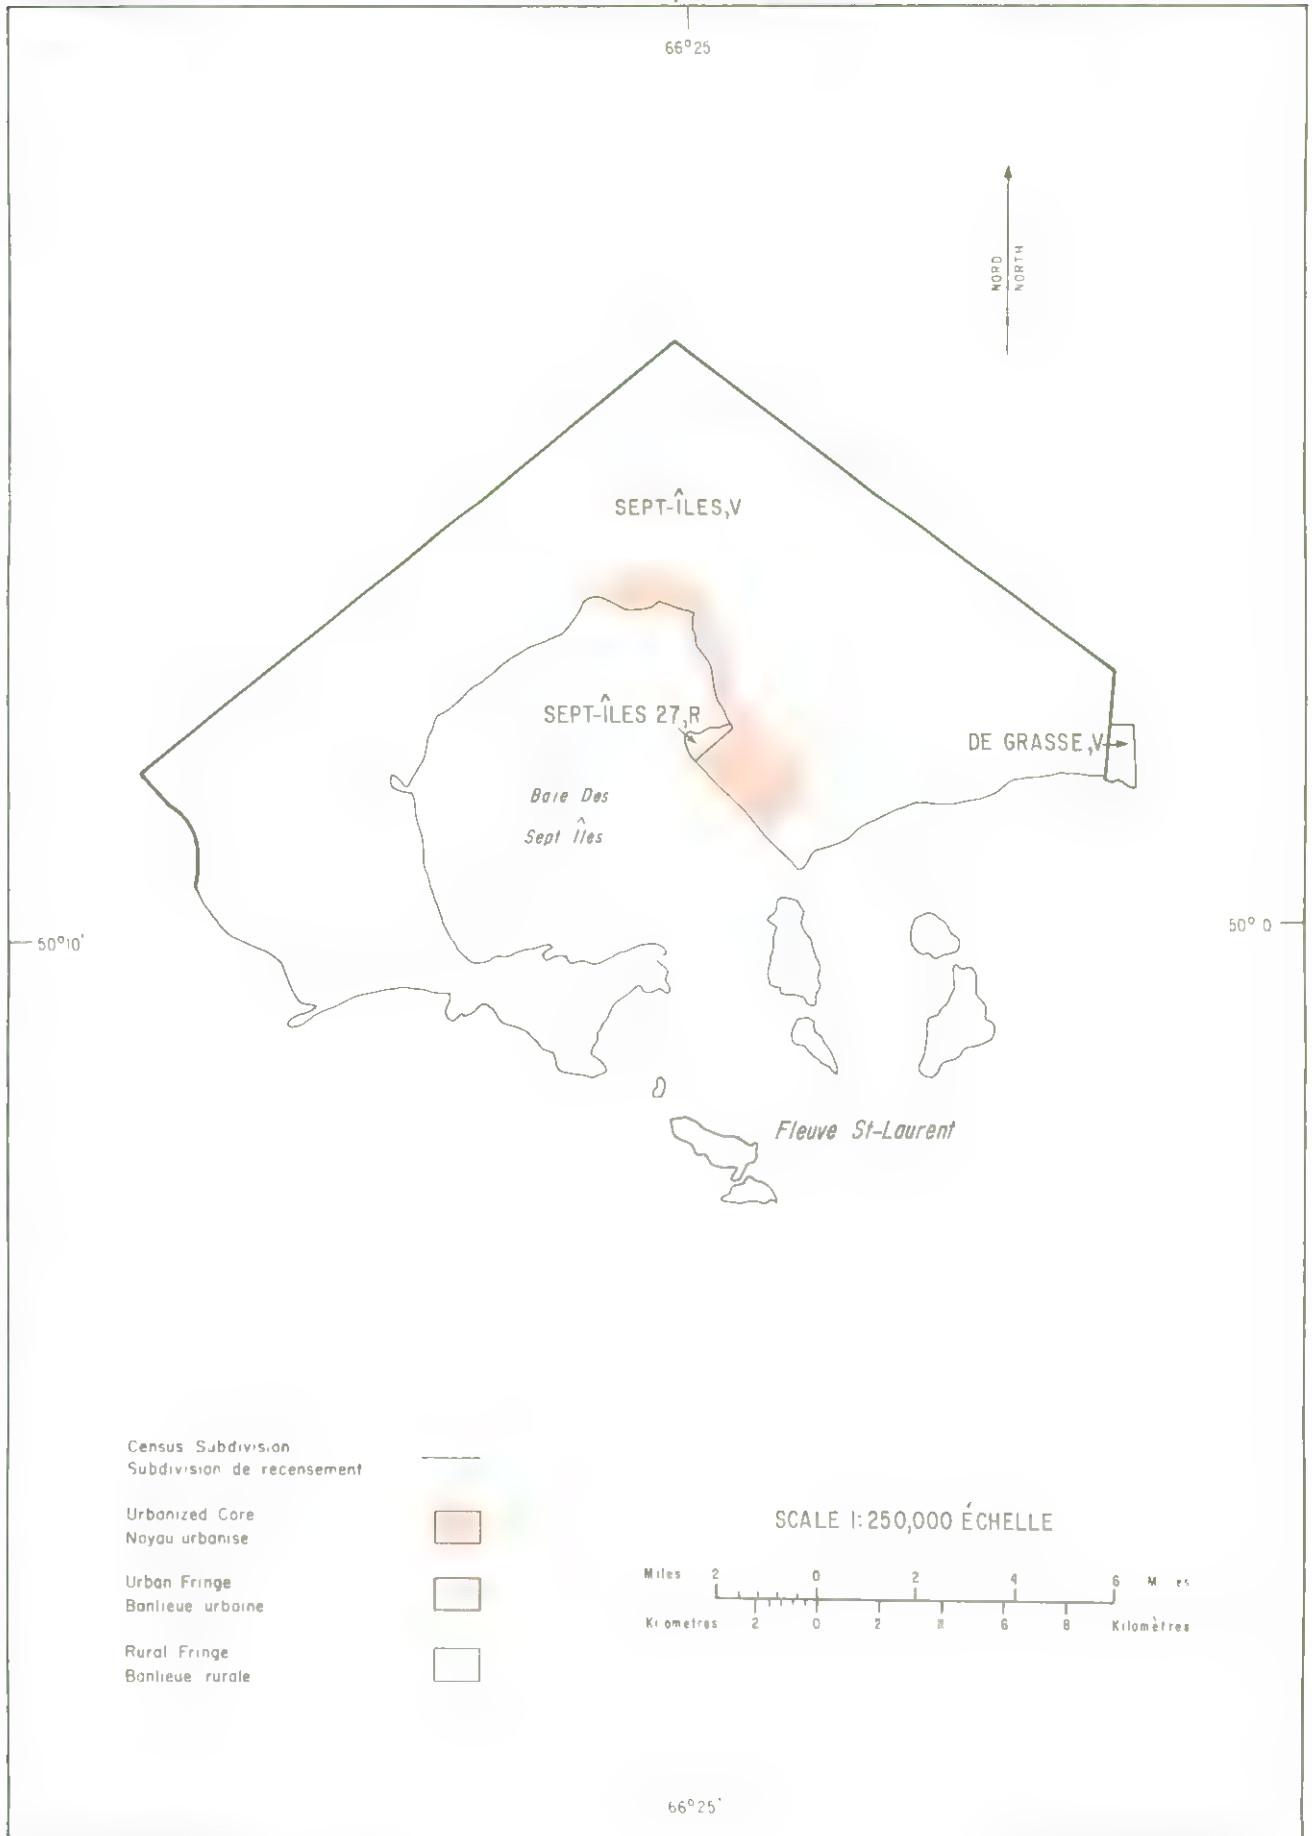 66°25
NORD
NORTH
SEPT-ÎLES,V
SEPT-ÎLES 27,R
DE GRASSE,V
Baie Des
Sept Îles
50°10'
50° 0
Fleuve St-Laurent
Census Subdivision
Subdivision de recensement
Urbanized Core
Noyau urbanise
Urban Fringe
Banlieue urbaine
Rural Fringe
Banlieue rurale
SCALE 1:250,000 ÉCHELLE
Miles 2 0 2 4 6
Kilometres 2 0 2 6 8 Kilomètres
66°25'